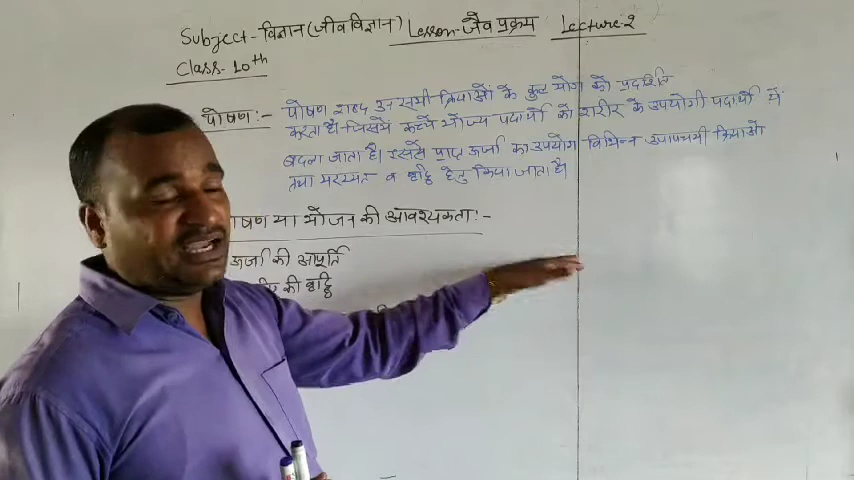 Subject-विज्ञान(जीव विज्ञान) Lesson-जैव प्रक्रम Lecture-2
Class-10th
पोषण:- पोषण शब्द उन सभी क्रियाओं के कुल योग को प्रदर्शित
करता है-जिसमें कच्चे भोज्य पदार्थों को शरीर के उपयोगी पदार्थों में
बदला जाता है। इससे प्राप्त ऊर्जा का उपयोग विभिन्न उपापचयी क्रियाओ
तथा मरम्मत व वृद्धि हेतु किया जाता है।
या भोजन की आवश्यकता:-
ऊर्जा की आपूर्ति
की वृद्धि